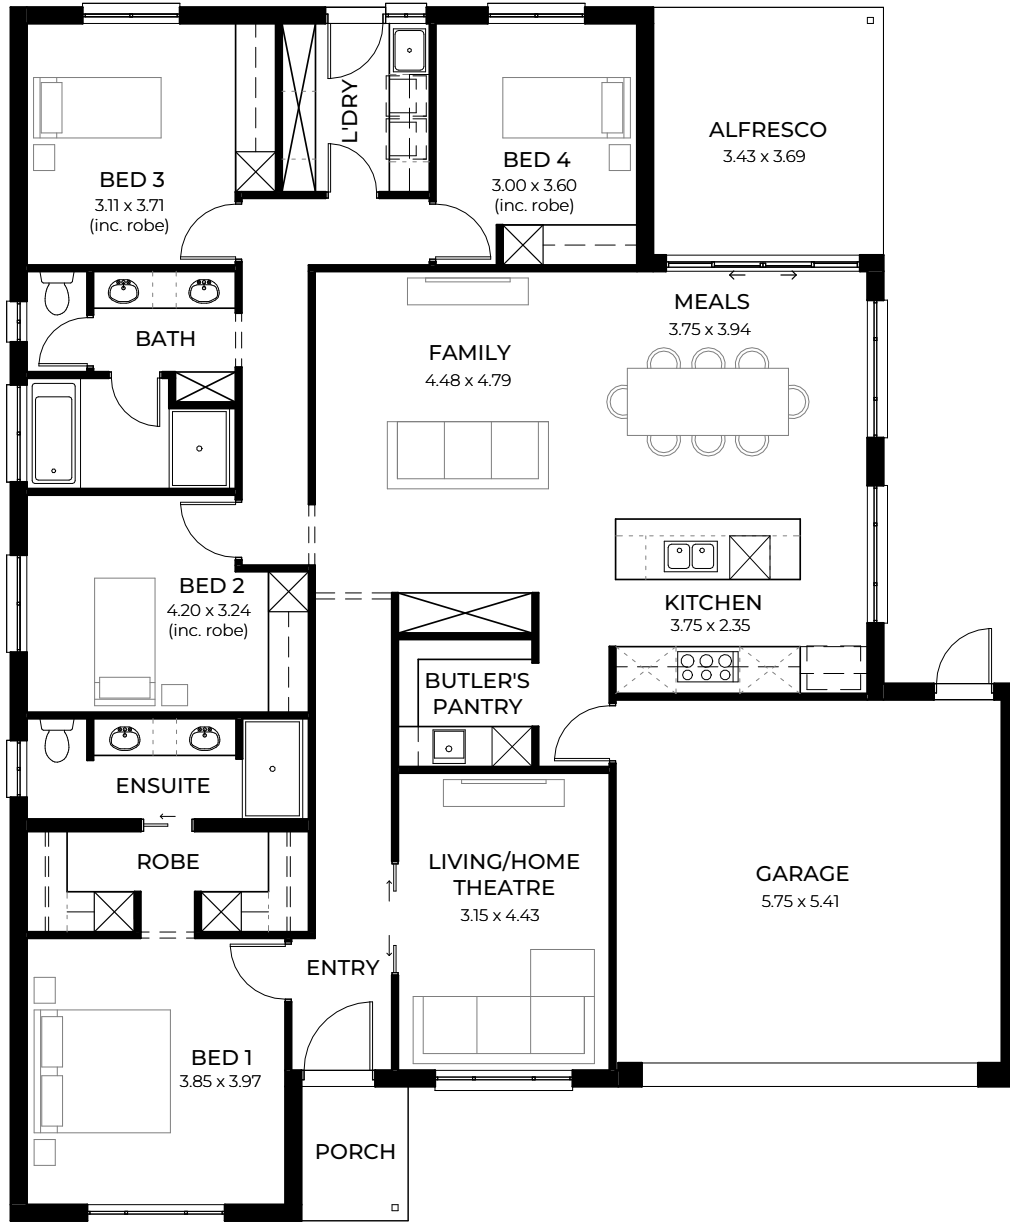 BED 3
3.11 x 3.71
(inc. robe)
L'DRY
BED 4
3.00 x 3.60
(inc. robe)
ALFRESCO
3.43 x 3.69
BATH
FAMILY
4.48 x 4.79
MEALS
3.75 x 3.94
BED 2
4.20 x 3.24
(inc. robe)
KITCHEN
3.75 x 2.35
BUTLER'S
PANTRY
ENSUITE
ROBE
LIVING/HOME
THEATRE
3.15 x 4.43
GARAGE
5.75 x 5.41
ENTRY
BED 1
3.85 x 3.97
PORCH